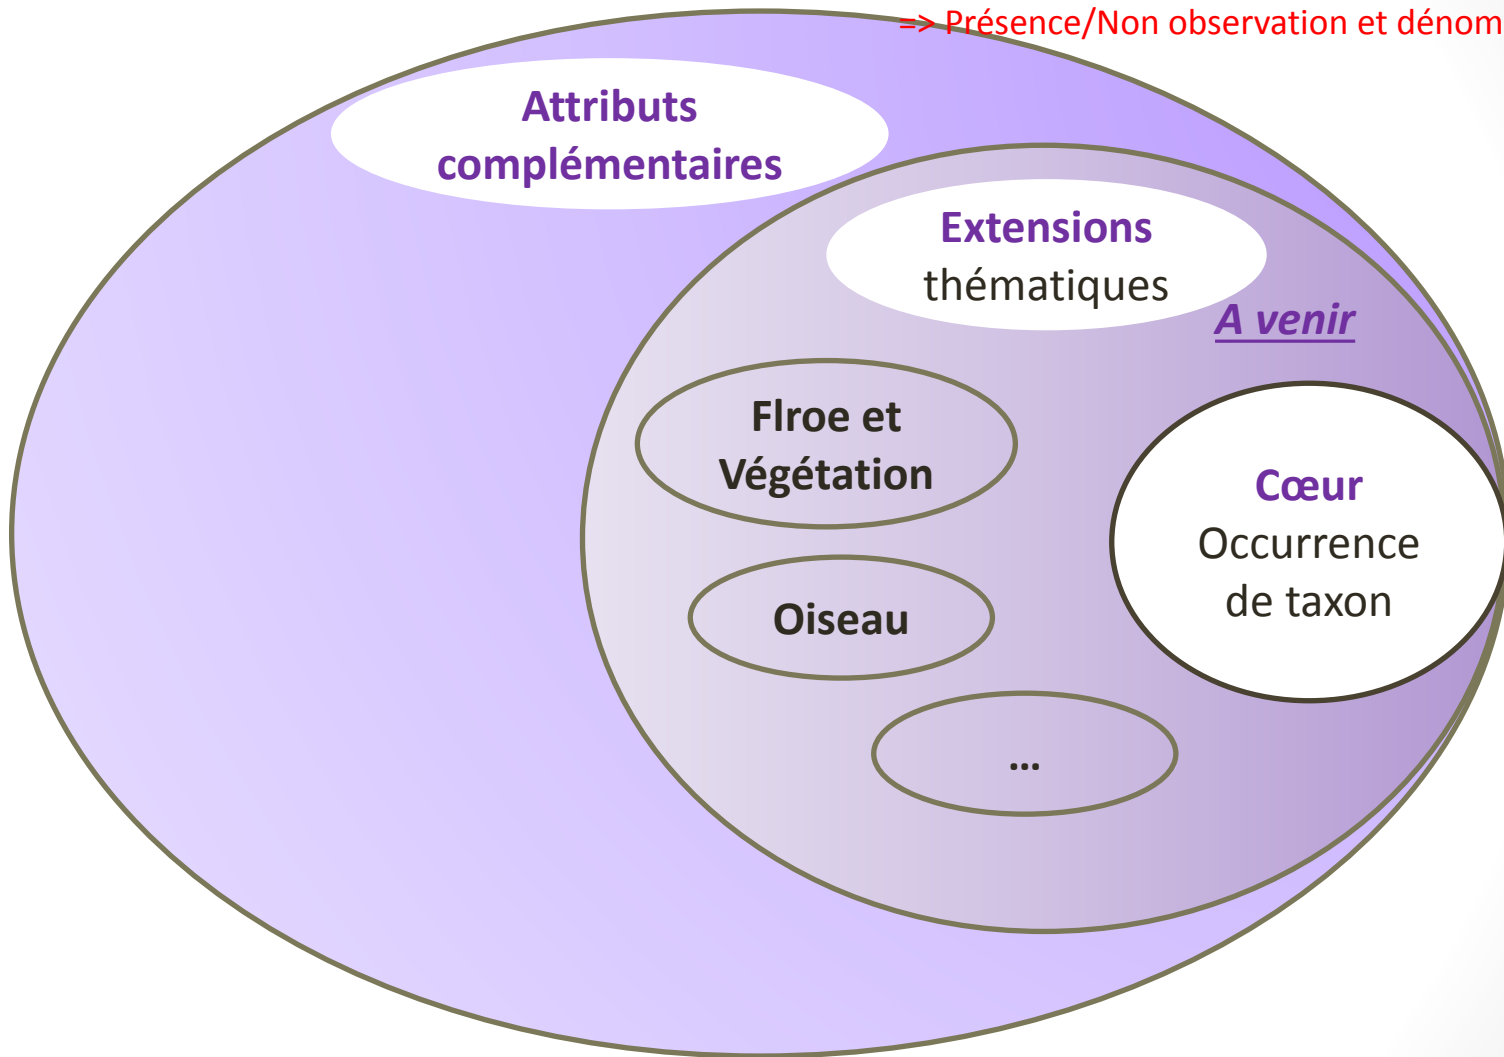 => Présence/Non observation et dénom
Attributs
complémentaires
Extensions
thématiques
A venir
Flroe et
Végétation
Cœur
Occurrence
de taxon
Oiseau
...